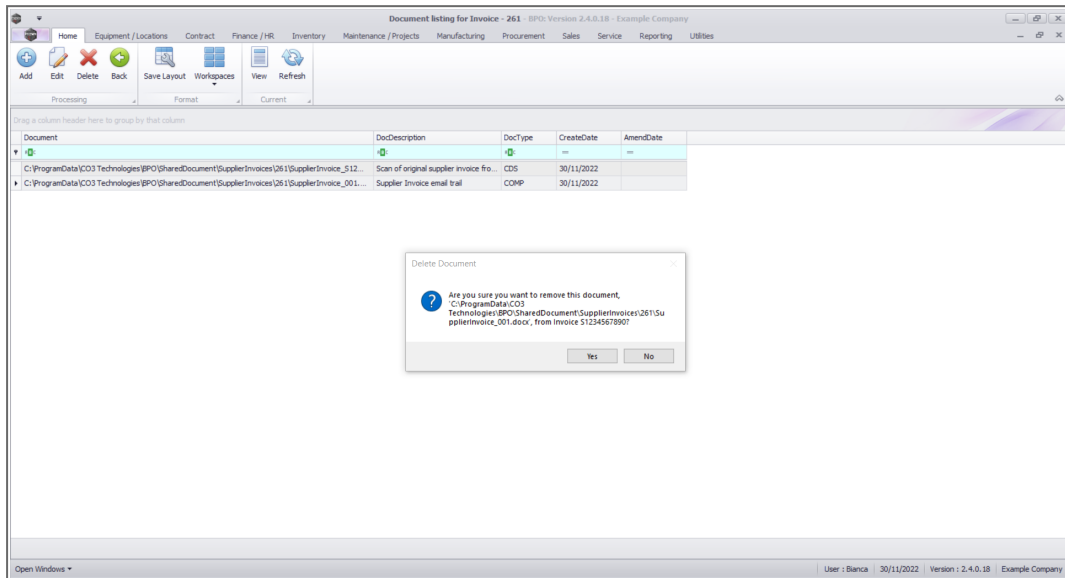 Document listing for Invoice - 261 - BPO: Version 2.4.0.18 - Example Company
Home Equipment / Locations Contract Finance / HR Inventory Maintenance / Projects Manufacturing Procurement Sales Service Reporting Utilities
Add Edit Delete Back Save Layout Workspaces View Refresh
Processing Format Current
Drag a column header here to group by that column
Document DocDescription DocType CreateDate AmendDate
C:\ProgramData\CO3 Technologies\BPO\SharedDocument\SupplierInvoices\261\SupplierInvoice_S12... Scan of original supplier invoice fro... CDS 30/11/2022
C:\ProgramData\CO3 Technologies\BPO\SharedDocument\SupplierInvoices\261\SupplierInvoice_001.... Supplier Invoice email trail COMP 30/11/2022
Delete Document
Are you sure you want to remove this document,
'C:\ProgramData\CO3
Technologies\BPO\SharedDocument\SupplierInvoices\261\Su
pplierInvoice_001.docx', from Invoice S1234567890?
Yes No
Open Windows User : Bianca 30/11/2022 Version : 2.4.0.18 Example Company